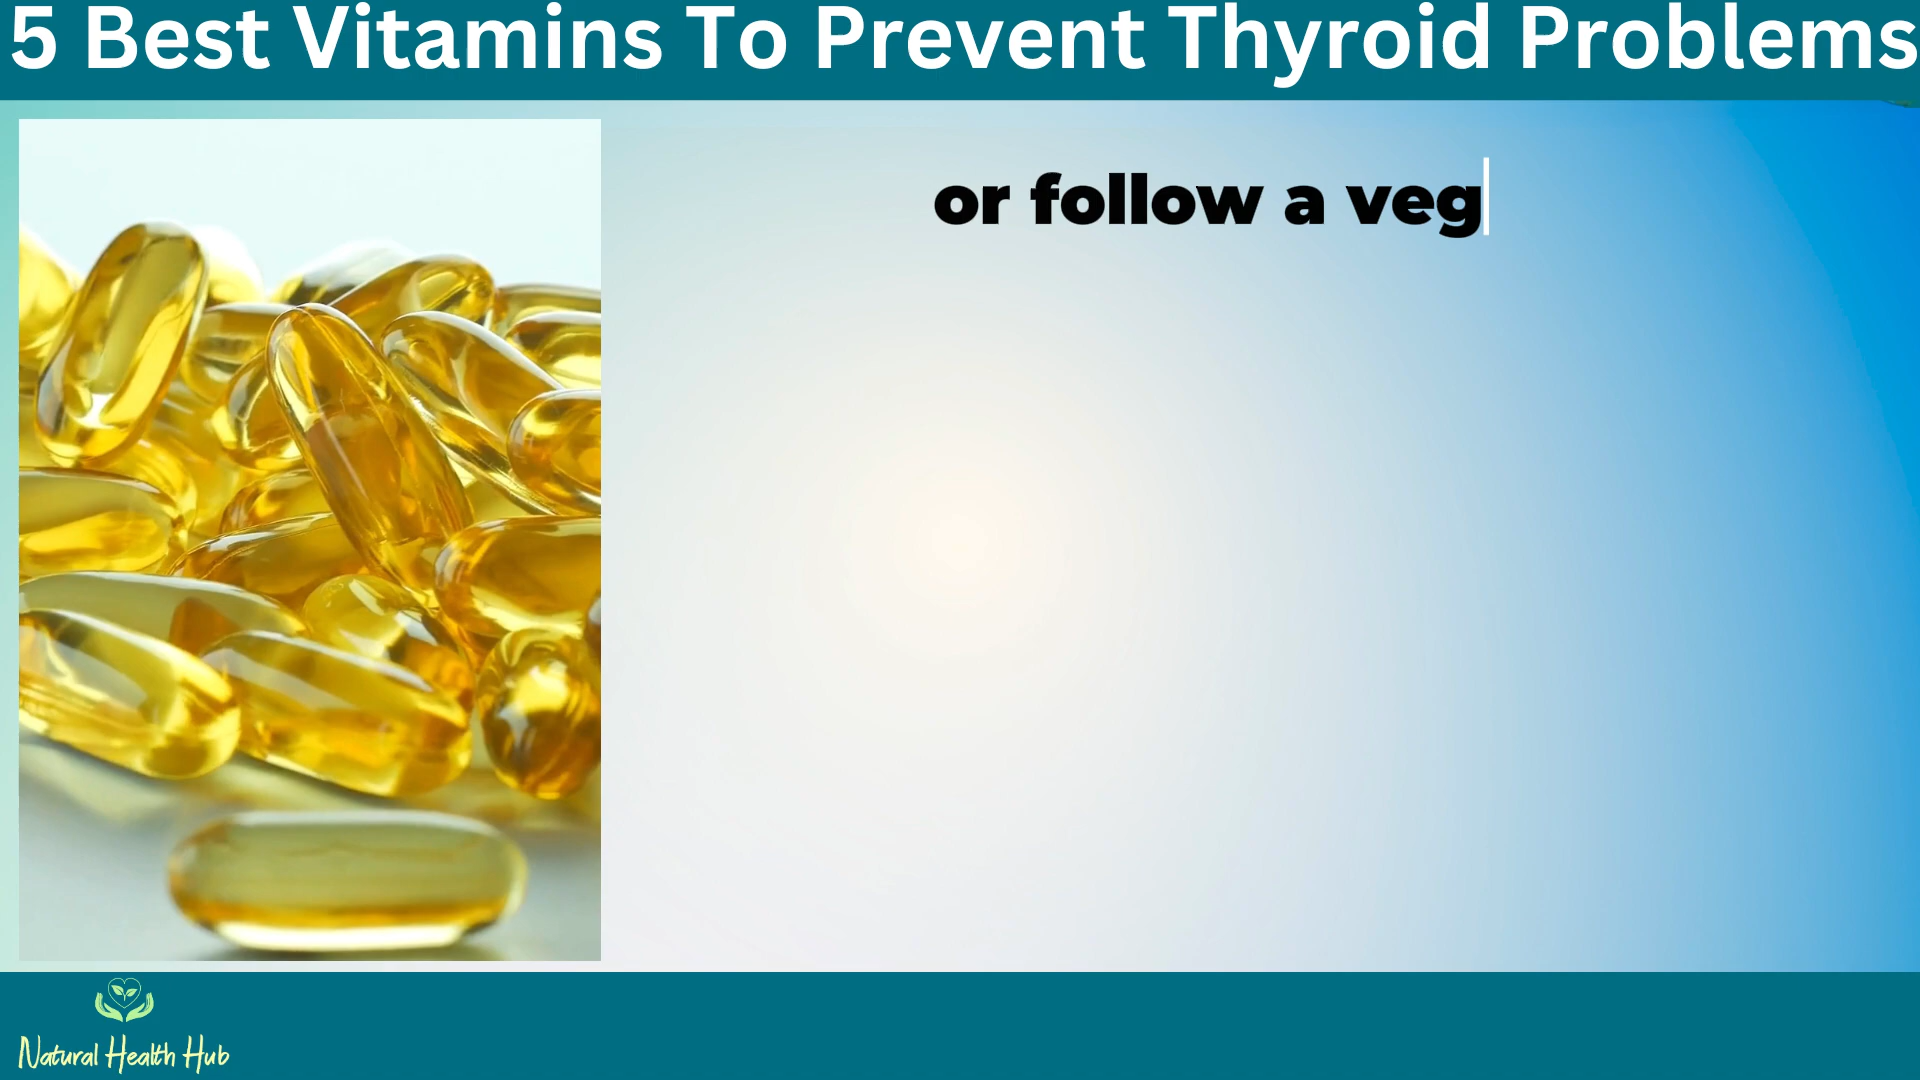 5 Best Vitamins To Prevent Thyroid Problems
or follow a veg
Natural Health Hub